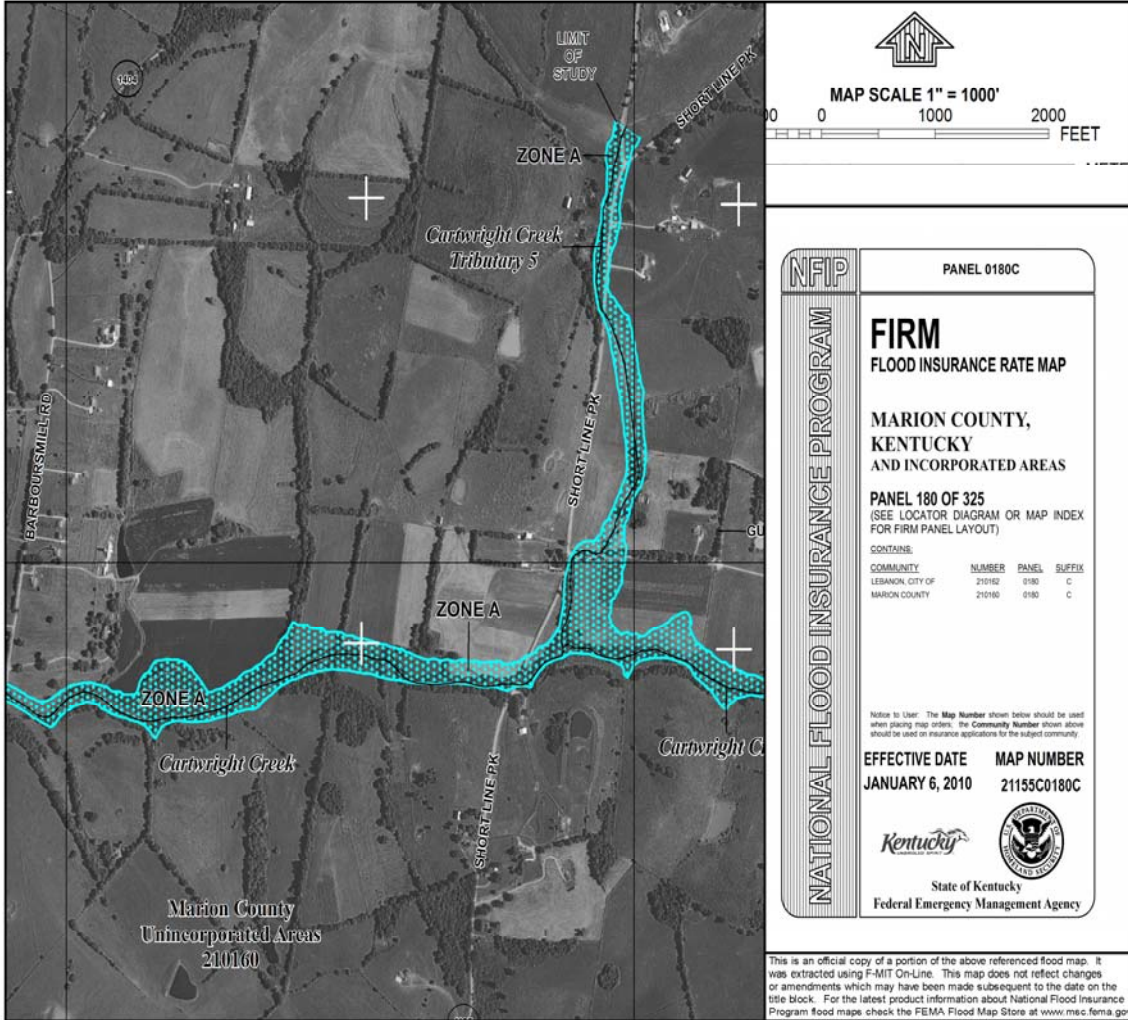 1404
LIMIT
OF
STUDY
SHORT LINE PK
ZONE A
Cartwright Creek
Tributary 5
BARBOURSMILL RD
SHORT LINE PK
GU
ZONE A
ZONE A
Cartwright Creek
Cartwright C
SHORT LINE PK
Marion County
Unincorporated Areas
210160
N
MAP SCALE 1" = 1000'
00 0 1000 2000
FEET
NFIP
NATIONAL FLOOD INSURANCE PROGRAM
PANEL 0180C
FIRM
FLOOD INSURANCE RATE MAP
MARION COUNTY,
KENTUCKY
AND INCORPORATED AREAS
PANEL 180 OF 325
(SEE LOCATOR DIAGRAM OR MAP INDEX
FOR FIRM PANEL LAYOUT)
CONTAINS:
COMMUNITY NUMBER PANEL SUFFIX
LEBANON, CITY OF 210162 0180 C
MARION COUNTY 210160 0180 C
Notice to User: The Map Number shown below should be used
when placing map orders; the Community Number shown above
should be used on insurance applications for the subject community.
EFFECTIVE DATE
JANUARY 6, 2010
MAP NUMBER
21155C0180C
Kentucky
UNBRIDLED SPIRIT
U.S. DEPARTMENT OF
HOMELAND SECURITY
State of Kentucky
Federal Emergency Management Agency
This is an official copy of a portion of the above referenced flood map. It
was extracted using F-MIT On-Line. This map does not reflect changes
or amendments which may have been made subsequent to the date on the
title block. For the latest product information about National Flood Insurance
Program flood maps check the FEMA Flood Map Store at www.msc.fema.gov